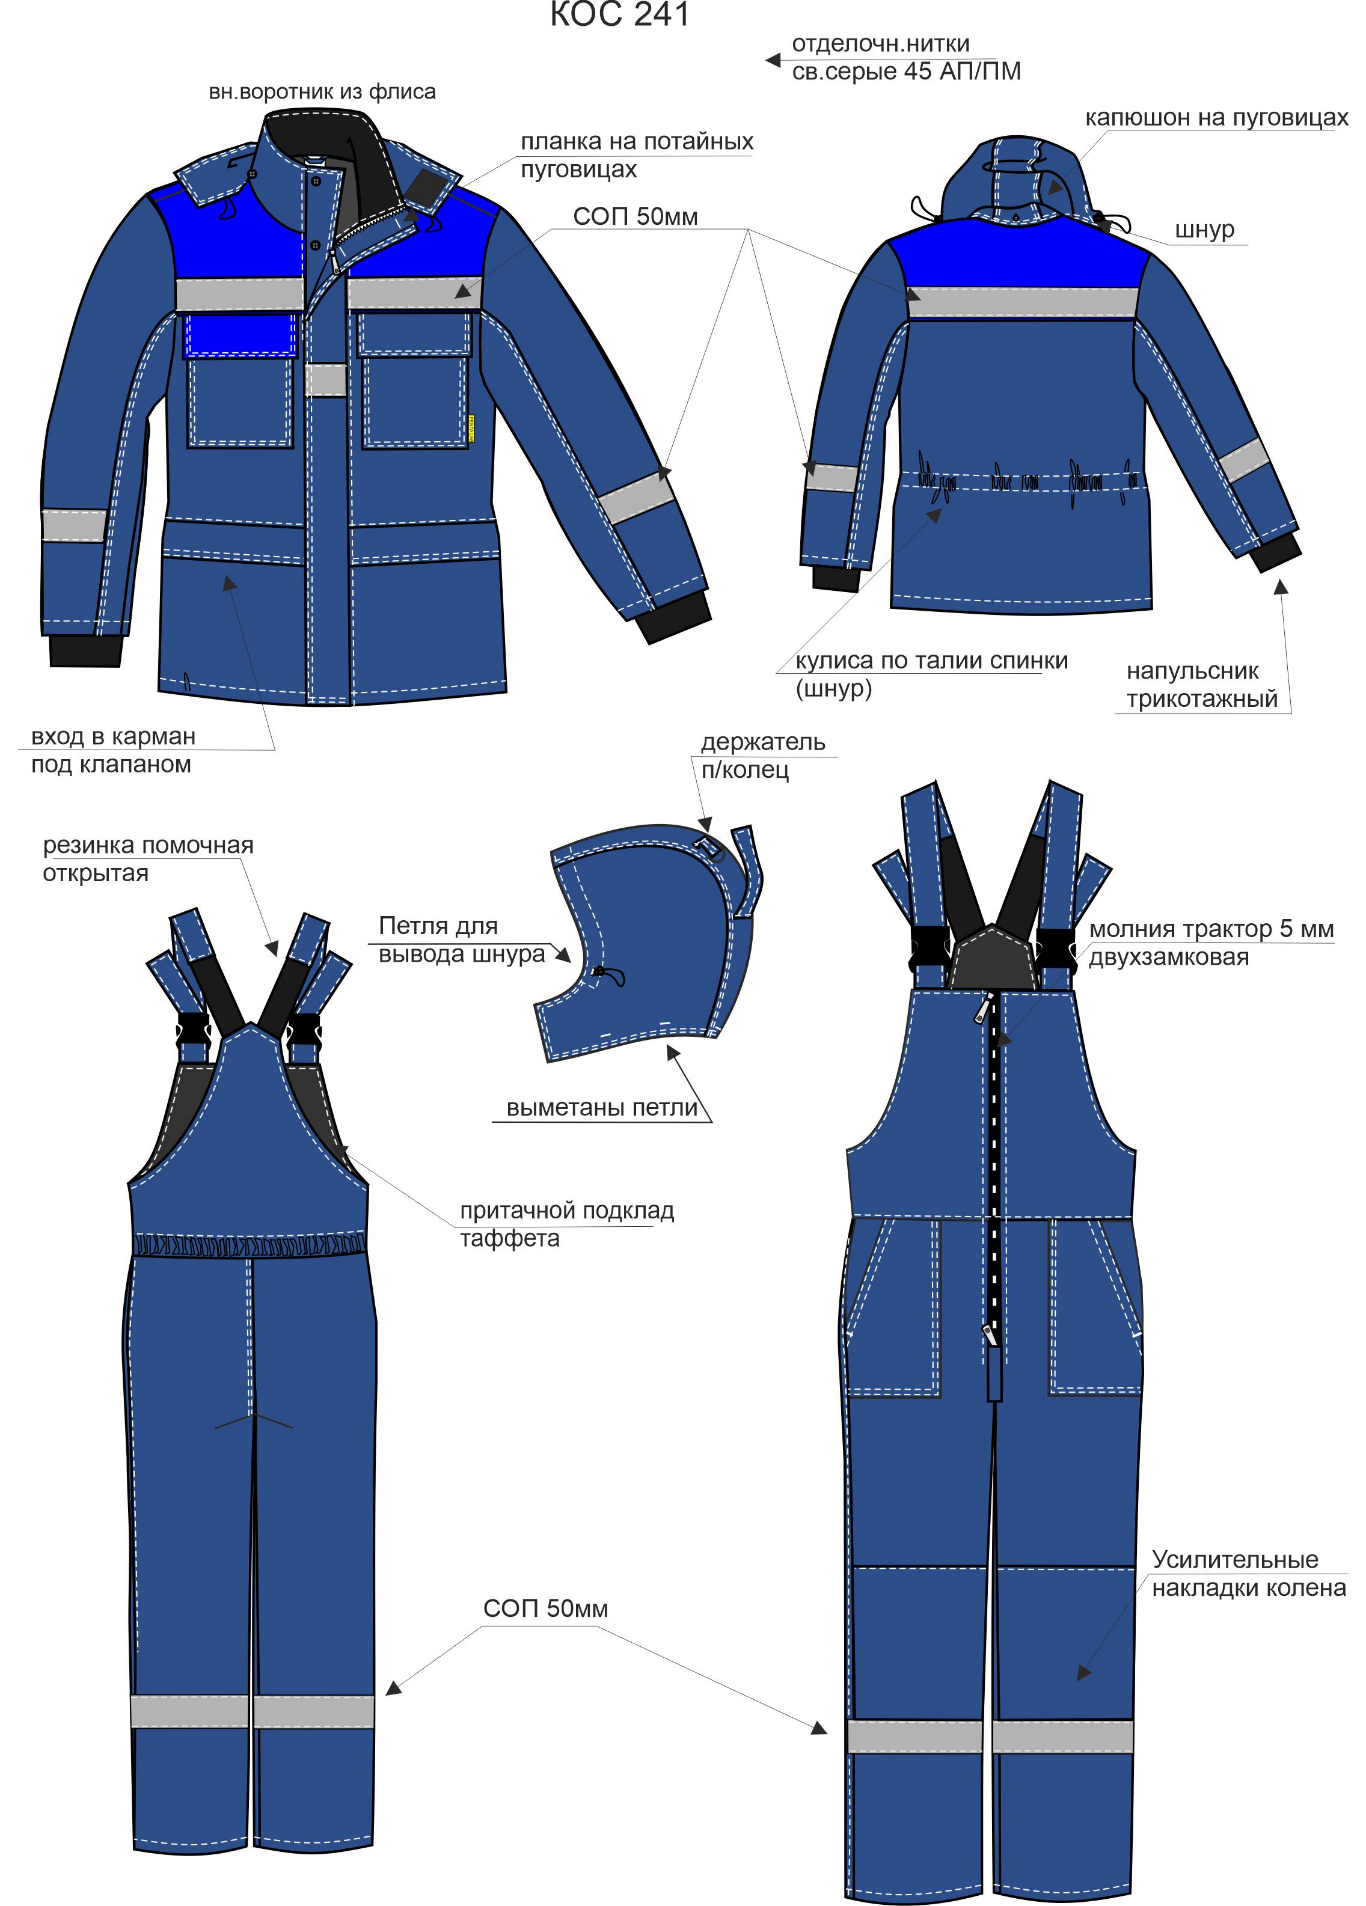 КОС 241
отделочн.нитки
св.серые 45 АП/ПМ
вн.воротник из флиса
планка на потайных
пуговицах
капюшон на пуговицах
СОП 50мм
шнур
кулиса по талии спинки
(шнур)
напульсник
трикотажный
вход в карман
под клапаном
держатель
п/колец
резинка помочная
открытая
Петля для
вывода шнура
молния трактор 5 мм
двухзамковая
выметаны петли
притачной подклад
таффета
Усилительные
накладки колена
СОП 50мм